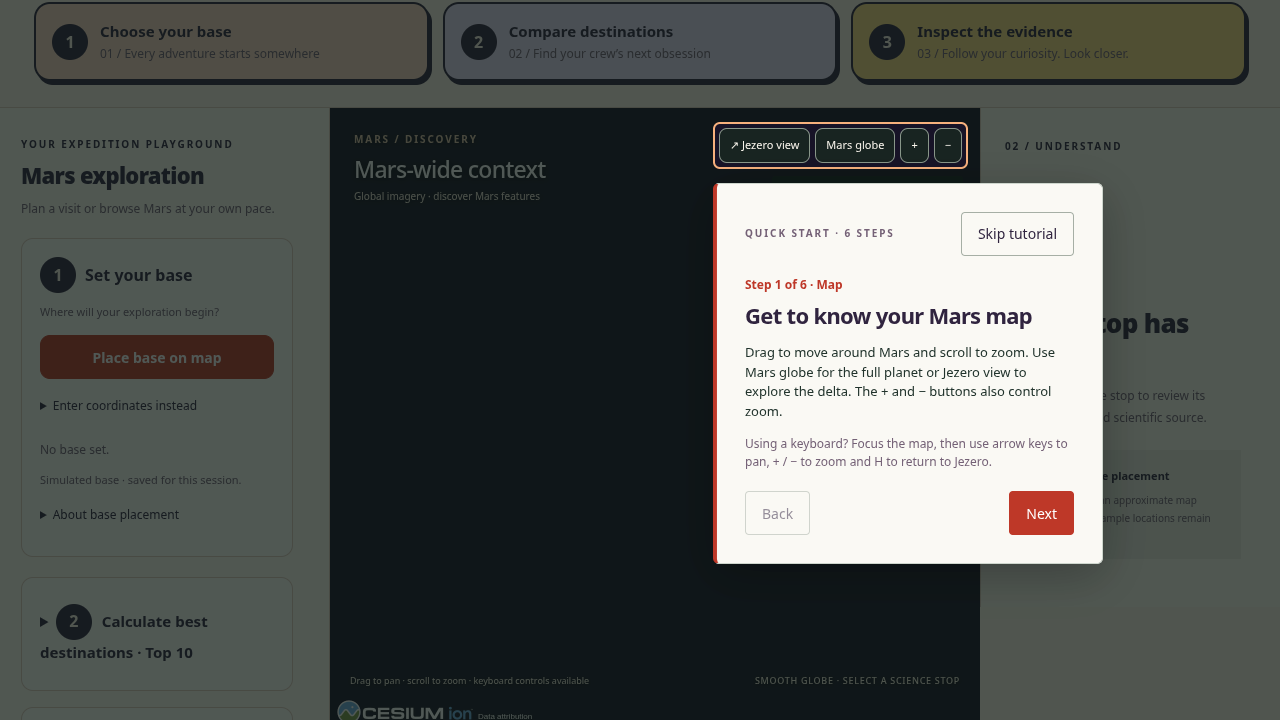 1
Choose your base
01 / Every adventure starts somewhere
2
Compare destinations
02 / Find your crew's next obsession
3
Inspect the evidence
03 / Follow your curiosity. Look closer.
YOUR EXPEDITION PLAYGROUND
Mars exploration
Plan a visit or browse Mars at your own pace.
1
Set your base
Where will your exploration begin?
Place base on map
Enter coordinates instead
No base set.
Simulated base · saved for this session.
About base placement
2
Calculate best
destinations · Top 10
MARS / DISCOVERY
Mars-wide context
Global imagery · discover Mars features
↗ Jezero view
Mars globe
+
−
QUICK START · 6 STEPS
Skip tutorial
Step 1 of 6 · Map
Get to know your Mars map
Drag to move around Mars and scroll to zoom. Use
Mars globe for the full planet or Jezero view to
explore the delta. The + and − buttons also control
zoom.
Using a keyboard? Focus the map, then use arrow keys to
pan, + / − to zoom and H to return to Jezero.
Back
Next
Drag to pan · scroll to zoom · keyboard controls available
SMOOTH GLOBE · SELECT A SCIENCE STOP
CESIUM ion
Data attribution
02 / UNDERSTAND
top has
stop to review its
d scientific source.
placement
approximate map
locations remain